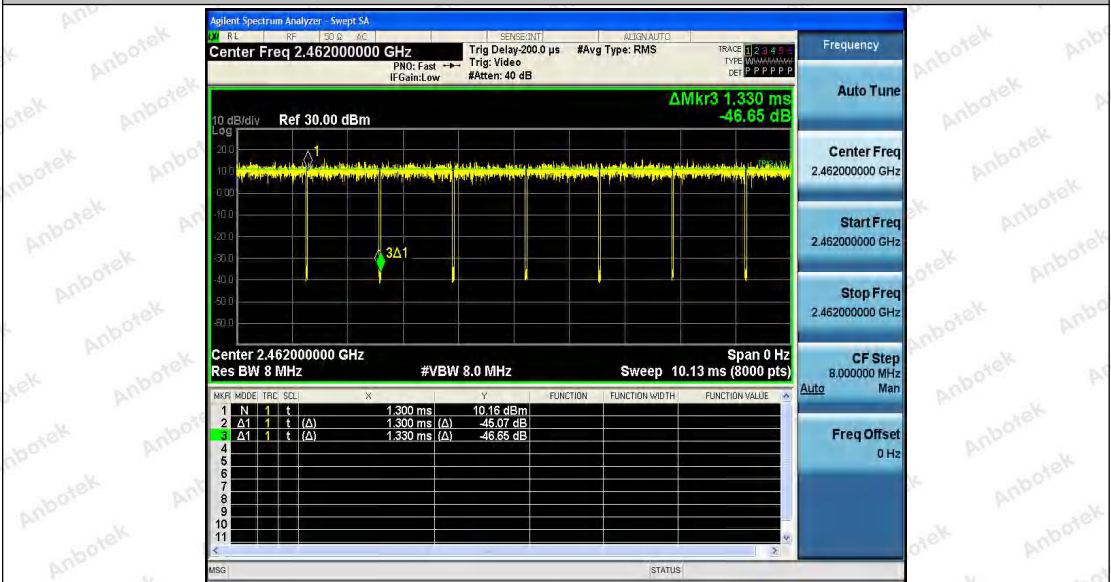 Agilent Spectrum Analyzer - Swept SA
RL RF 50 Ω AC SENSE:INT ALIGNAUTO
Center Freq 2.462000000 GHz
PNO: Fast
IFGain:Low
Trig Delay-200.0 µs
Trig: Video
#Atten: 40 dB
#Avg Type: RMS
TRACE 1 2 3 4 5 6
TYPE
DET P P P P P P
ΔMkr3 1.330 ms
-46.65 dB
10 dB/div Ref 30.00 dBm
Log
20.0
10.0
0.00
-10.0
-20.0
-30.0
-40.0
-50.0
-60.0
1
3Δ1
Center 2.462000000 GHz Span 0 Hz
Res BW 8 MHz #VBW 8.0 MHz Sweep 10.13 ms (8000 pts)
MKR MODE TRC SCL X Y FUNCTION FUNCTION WIDTH FUNCTION VALUE
1 N 1 t 1.300 ms 10.16 dBm
2 Δ1 1 t (Δ) 1.300 ms (Δ) -45.07 dB
3 Δ1 1 t (Δ) 1.330 ms (Δ) -46.65 dB
4
5
6
7
8
9
10
11
MSG STATUS
Frequency
Auto Tune
Center Freq
2.462000000 GHz
Start Freq
2.462000000 GHz
Stop Freq
2.462000000 GHz
CF Step
8.000000 MHz
Auto Man
Freq Offset
0 Hz
Anbotek